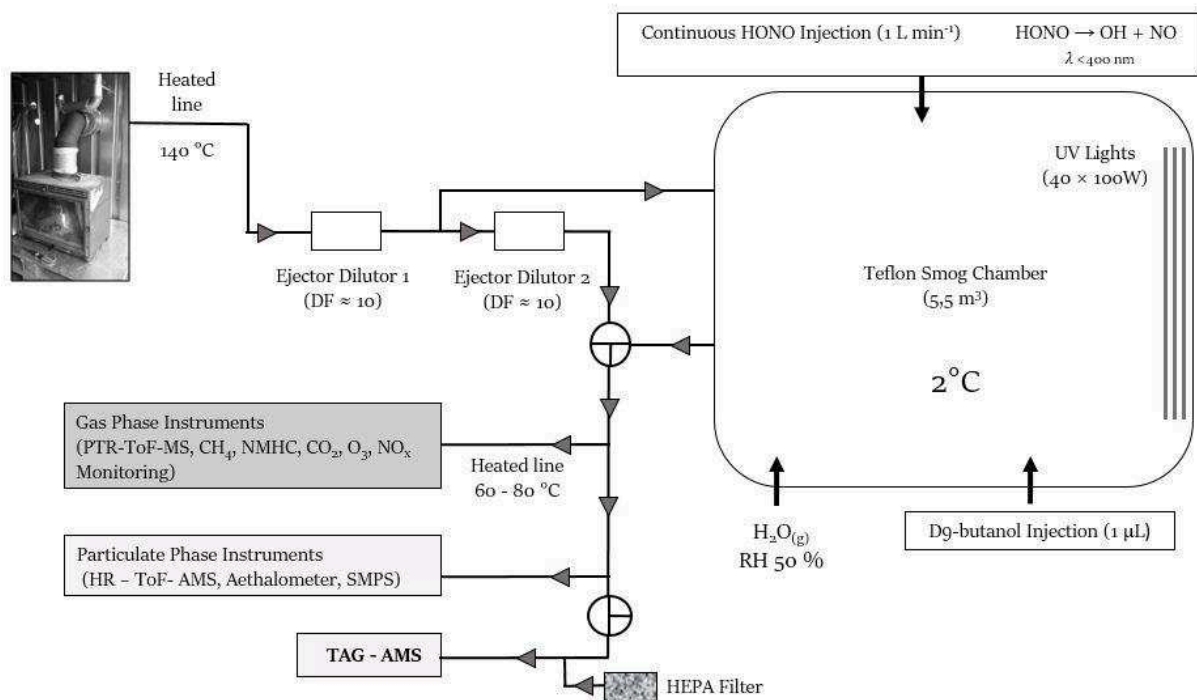 Continuous HONO Injection (1 L min⁻¹) HONO → OH + NO
λ <400 nm
Heated
line
140 °C
UV Lights
(40 × 100W)
Ejector Dilutor 1
(DF ≈ 10)
Ejector Dilutor 2
(DF ≈ 10)
Teflon Smog Chamber
(5,5 m³)
2°C
Gas Phase Instruments
(PTR-ToF-MS, CH₄, NMHC, CO₂, O₃, NOₓ
Monitoring)
Heated line
60 - 80 °C
H₂O₍g₎
RH 50 %
D9-butanol Injection (1 µL)
Particulate Phase Instruments
(HR – ToF- AMS, Aethalometer, SMPS)
TAG - AMS
HEPA Filter